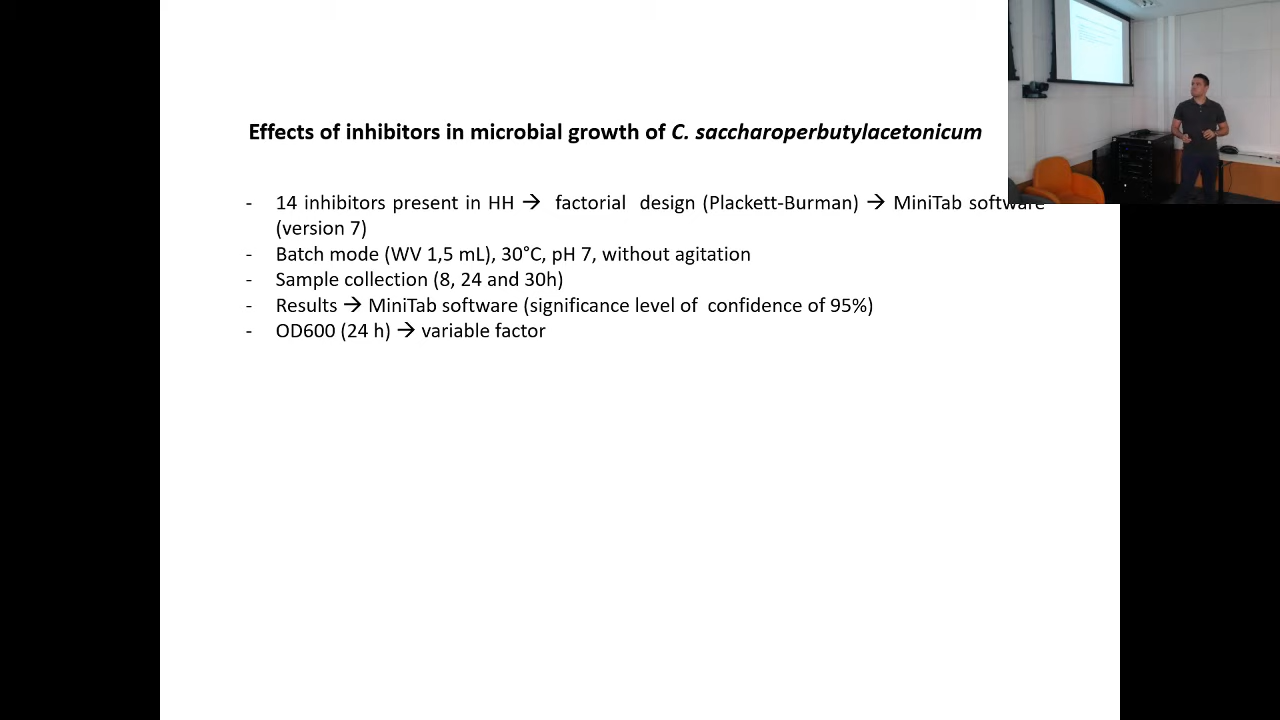 Effects of inhibitors in microbial growth of C. saccharoperbutylacetonicum
- 14 inhibitors present in HH → factorial design (Plackett-Burman) → MiniTab software
(version 7)
- Batch mode (WV 1,5 mL), 30°C, pH 7, without agitation
- Sample collection (8, 24 and 30h)
- Results → MiniTab software (significance level of confidence of 95%)
- OD600 (24 h) → variable factor